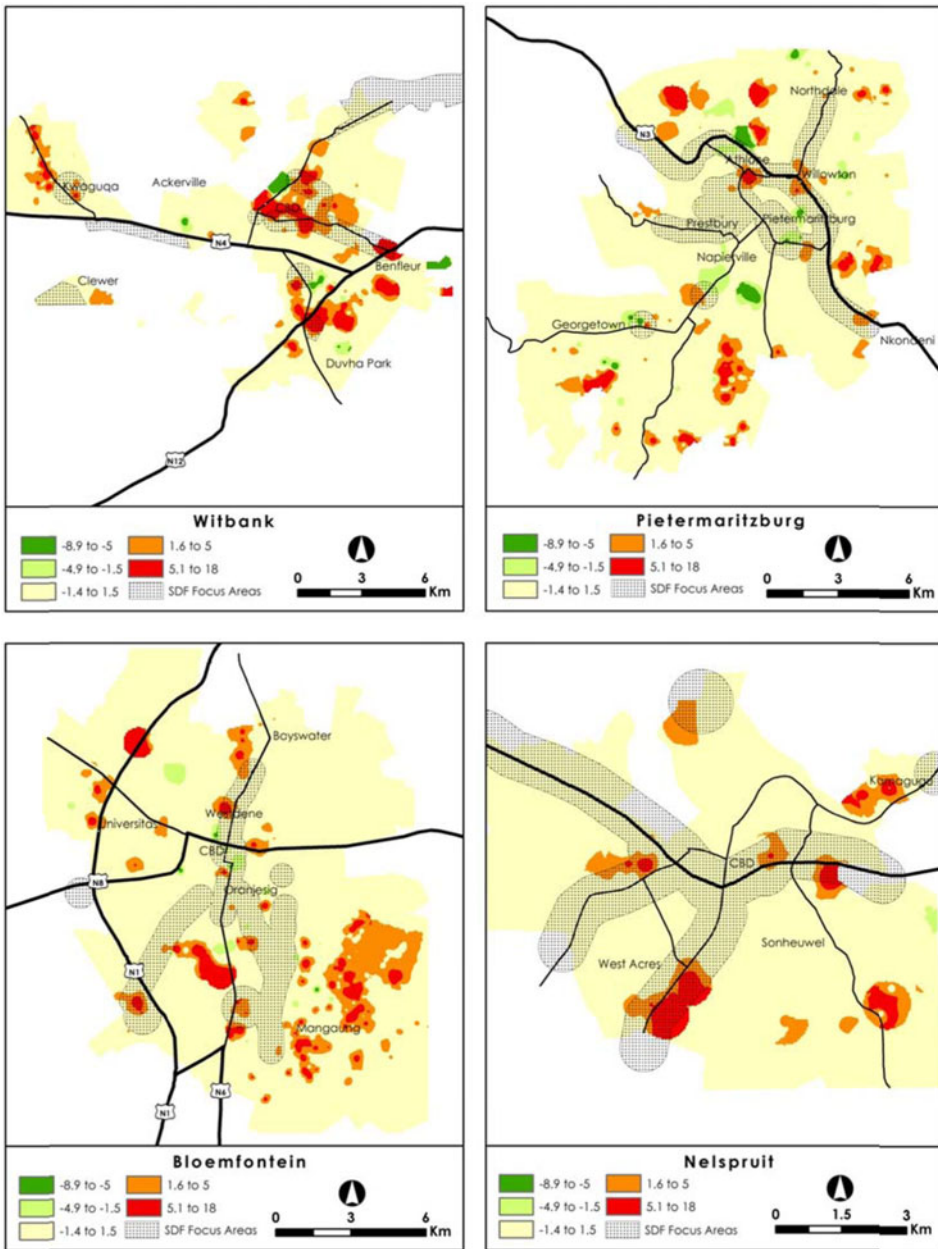 Kwaguqa
Ackerville
CBD
N4
Benfleur
Clewer
Duvha Park
N12
Witbank
-8.9 to -5
1.6 to 5
-4.9 to -1.5
5.1 to 18
-1.4 to 1.5
SDF Focus Areas
0 3 6
Km
Northdale
N3
Athlone
Willowton
Prestbury
Pietermaritzburg
Napierville
Georgetown
Nkondeni
Pietermaritzburg
-8.9 to -5
1.6 to 5
-4.9 to -1.5
5.1 to 18
-1.4 to 1.5
SDF Focus Areas
0 3 6
Km
Bayswater
Universitas
CBD
N8
Oranjesig
N1
Mangaung
N6
N1
Bloemfontein
-8.9 to -5
1.6 to 5
-4.9 to -1.5
5.1 to 18
-1.4 to 1.5
SDF Focus Areas
0 3 6
Km
Kamagugu
CBD
Sonheuwel
West Acres
Nelspruit
-8.9 to -5
1.6 to 5
-4.9 to -1.5
5.1 to 18
-1.4 to 1.5
SDF Focus Areas
0 1.5 3
Km